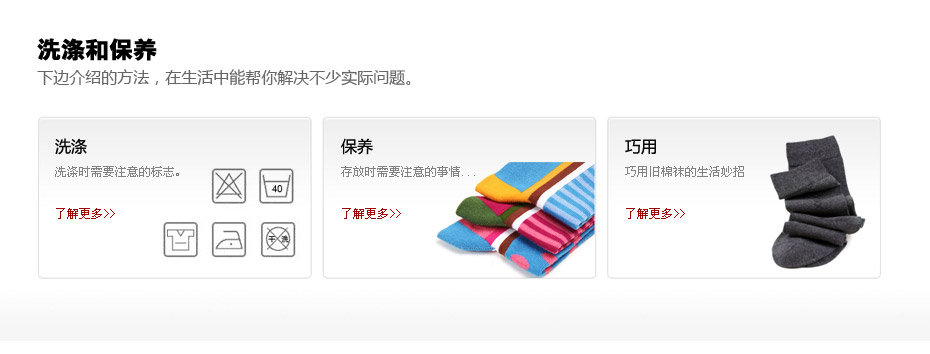 洗涤和保养
下边介绍的方法，在生活中能帮你解决不少实际问题。
洗涤
洗涤时需要注意的标志。
40
干洗
了解更多>>
保养
存放时需要注意的事情...
了解更多>>
巧用
巧用旧棉袜的生活妙招
了解更多>>